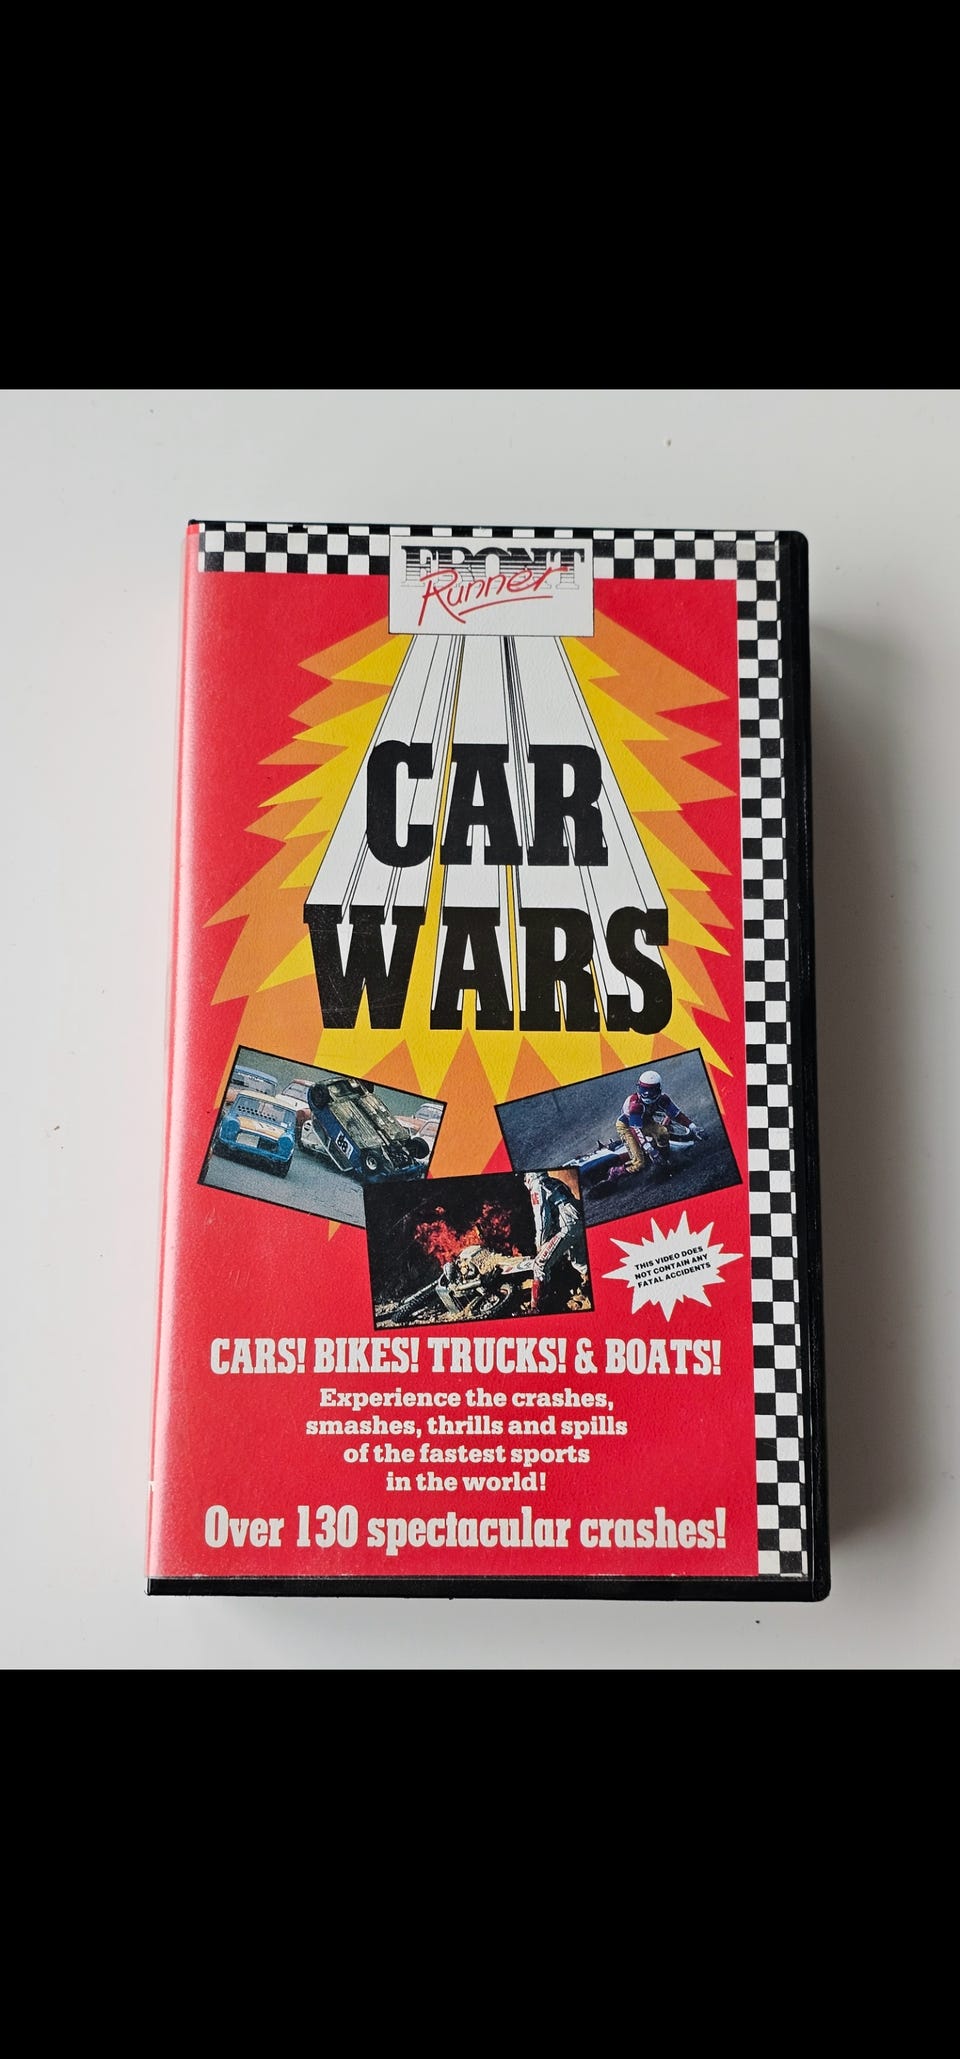 FRONT
Runner
CAR
WARS
THIS VIDEO DOES
NOT CONTAIN ANY
FATAL ACCIDENTS
CARS! BIKES! TRUCKS! & BOATS!
Experience the crashes,
smashes, thrills and spills
of the fastest sports
in the world!
Over 130 spectacular crashes!